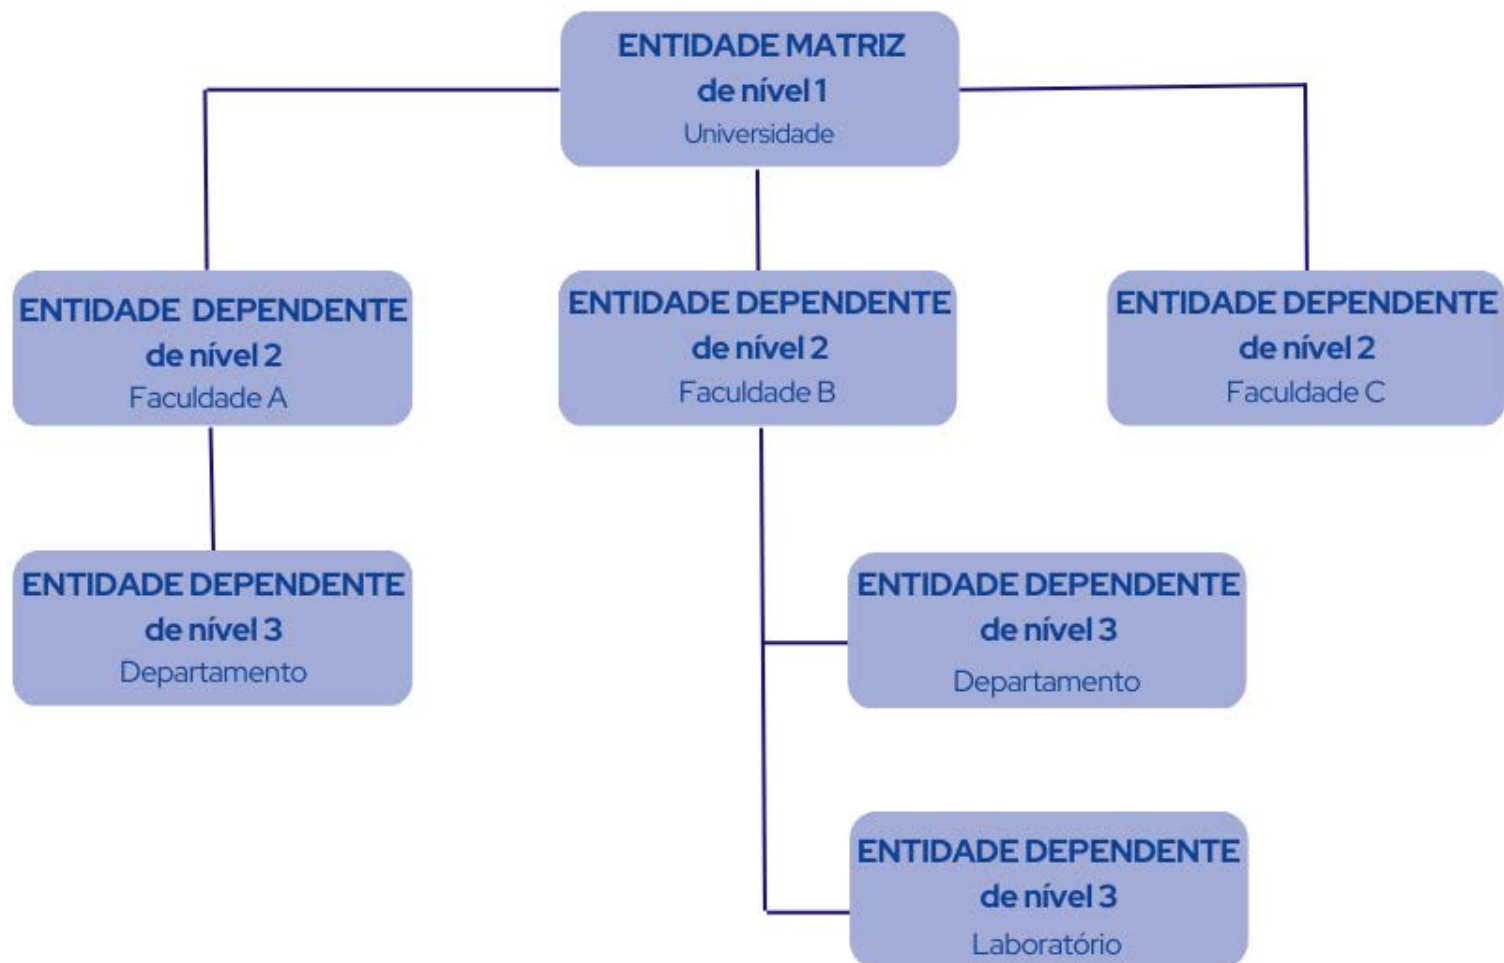 ENTIDADE MATRIZ
de nível 1
Universidade
ENTIDADE DEPENDENTE
de nível 2
Faculdade A
ENTIDADE DEPENDENTE
de nível 2
Faculdade B
ENTIDADE DEPENDENTE
de nível 2
Faculdade C
ENTIDADE DEPENDENTE
de nível 3
Departamento
ENTIDADE DEPENDENTE
de nível 3
Departamento
ENTIDADE DEPENDENTE
de nível 3
Laboratório